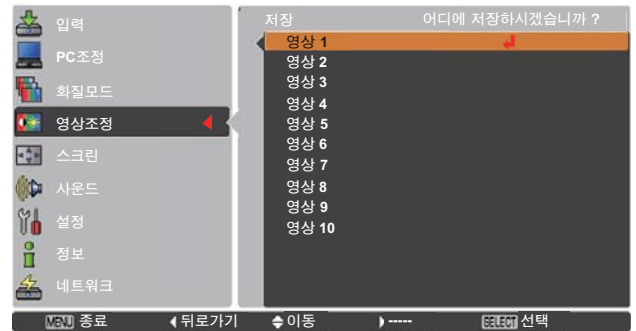 입력
PC조정
화질모드
영상조정
스크린
사운드
설정
정보
네트워크
저장 어디에 저장하시겠습니까 ?
영상 1
영상 2
영상 3
영상 4
영상 5
영상 6
영상 7
영상 8
영상 9
영상 10
MENU 종료 뒤로가기 이동 ----- SELECT 선택